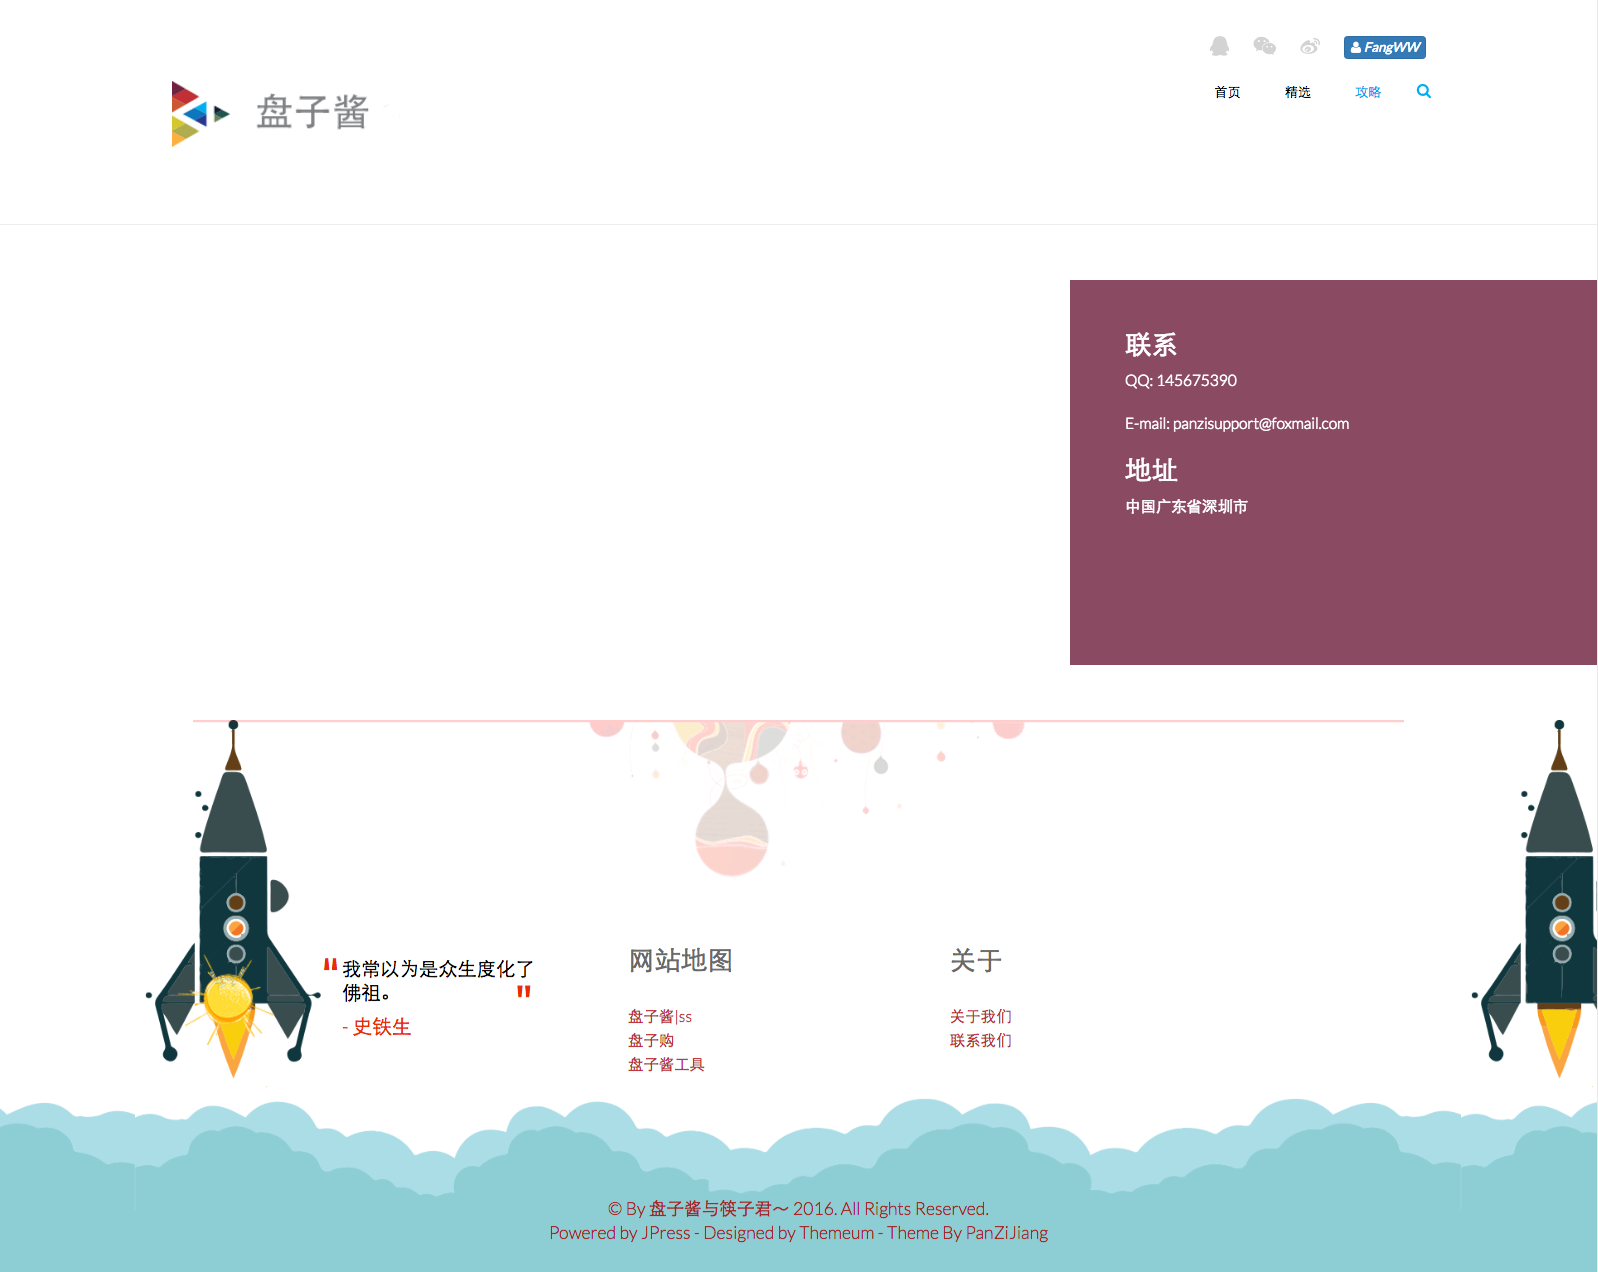 FangWW
首页 精选 攻略
盘子酱
联系
QQ: 145675390
E-mail: panzisupport@foxmail.com
地址
中国广东省深圳市
"我常以为是众生度化了
佛祖。"
- 史铁生
网站地图
盘子酱|ss
盘子购
盘子酱工具
关于
关于我们
联系我们
© By 盘子酱与筷子君～ 2016. All Rights Reserved.
Powered by JPress - Designed by Themeum - Theme By PanZiJiang